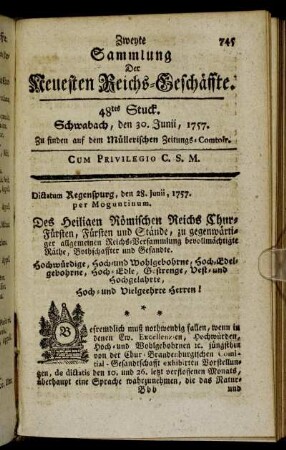 Zweyte 745
Sammlung
Der
Neuesten Reichs-Geschäffte.
48tes Stuck.
Schwabach, den 30. Junii, 1757.
Zu finden auf dem Müllerischen Zeitungs-Comtoir.
CUM PRIVILEGIO C. S. M.
Dictatum Regenspurg, den 28. Junii, 1757.
per Moguntinum.
Des Heiligen Römischen Reichs Chur-
Fürsten, Fürsten und Stände, zu gegenwärti-
ger allgemeinen Reichs-Versammlung bevollmächtigte
Räthe, Bothschaffter und Gesandte.
Hochwürdige, Hoch-und Wohlgebohrne, Hoch-Edel-
gebohrne, Hoch-Edle, Gestrenge, Vest-und
Hochgelahrte,
Hoch- und Vielgeehrte Herren!
* * *
Befremdlich muß nothwendig fallen, wenn in
denen Ew. Excellenzen, Hochwürden,
Hoch- und Wohlgebohrnen ꝛc. jüngsthin
von der Chur-Brandenburgischen Comi-
tial-Gesandtschafft exhibirten Vorstellun-
gen, de dictatis den 10. und 26. letzt verflossenen Monats,
überhaupt eine Sprache wahrzunehmen, die das Natur-
Bbb und